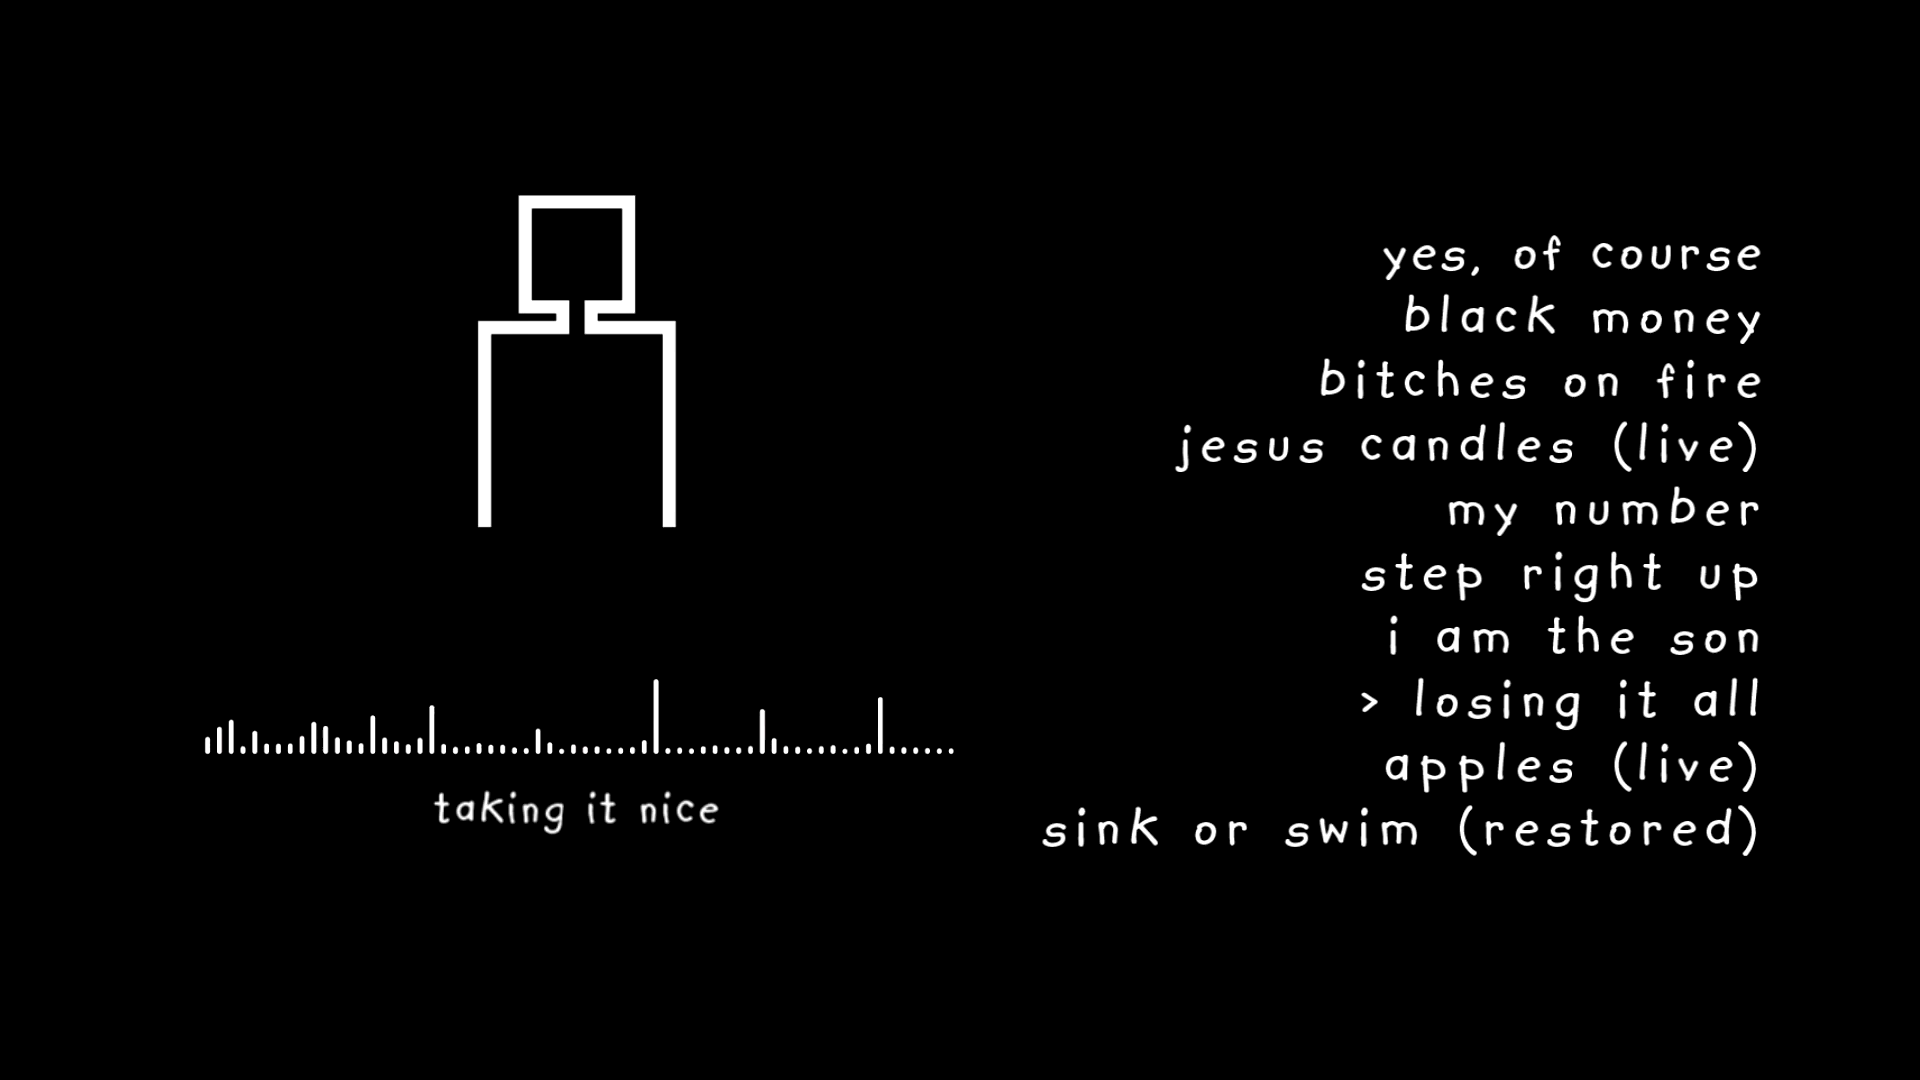 yes, of course
black money
bitches on fire
jesus candles (live)
my number
step right up
i am the son
> losing it all
apples (live)
sink or swim (restored)
taking it nice